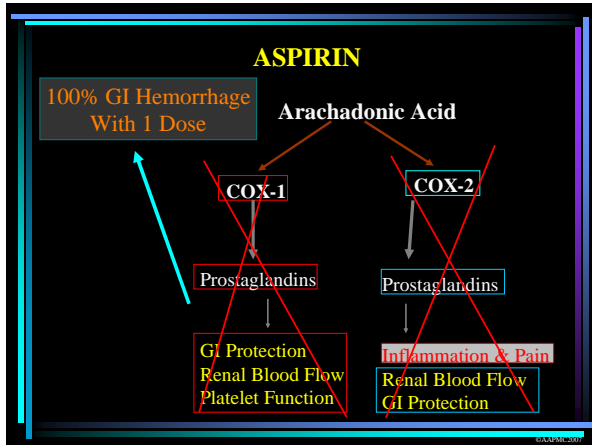 ASPIRIN
100% GI Hemorrhage
With 1 Dose
Arachadonic Acid
COX-1
COX-2
Prostaglandins
Prostaglandins
GI Protection
Renal Blood Flow
Platelet Function
Inflammation & Pain
Renal Blood Flow
GI Protection
©AAPMC2007